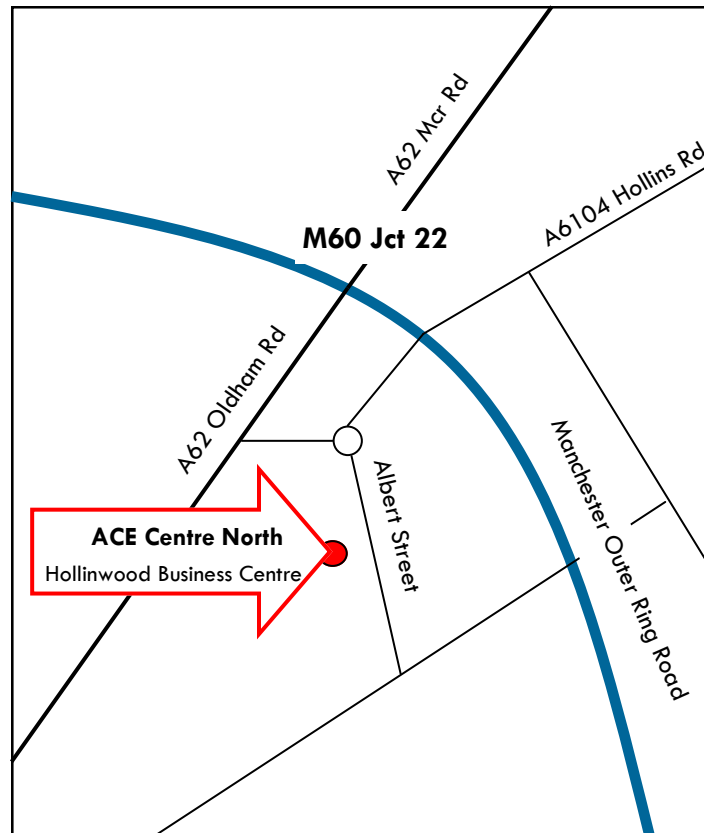 A62 Mcr Rd
A6104 Hollins Rd
M60 Jct 22
A62 Oldham Rd
Albert Street
Manchester Outer Ring Road
ACE Centre North
Hollinwood Business Centre